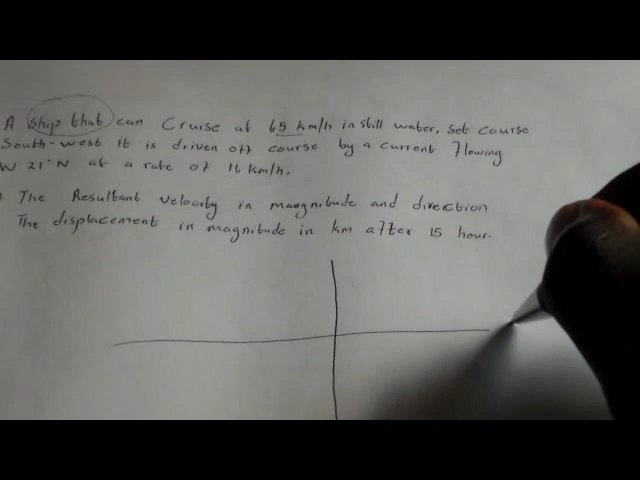 A ship that can Cruise at 65 km/h in still water, set course
South-west it is driven off course by a current flowing
W 21° N at a rate of 16 km/h.
) The Resultant velocity in magnitude and direction
The displacement in magnitude in km after 15 hour.